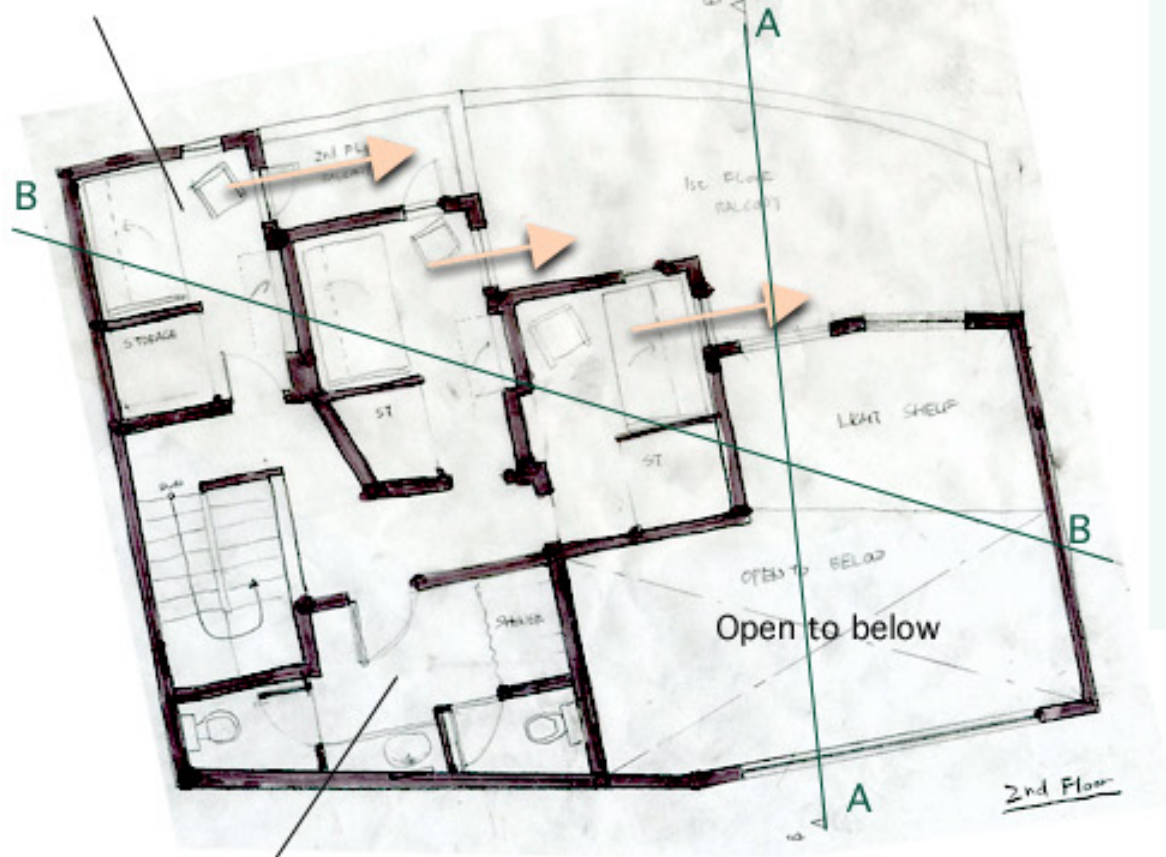 A
B
2nd Floor
BALCONY
1st FLOOR
BALCONY
STORAGE
ST
LIGHT SHELF
ST
B
OPEN TO BELOW
Open to below
SHOWER
A
2nd Floor